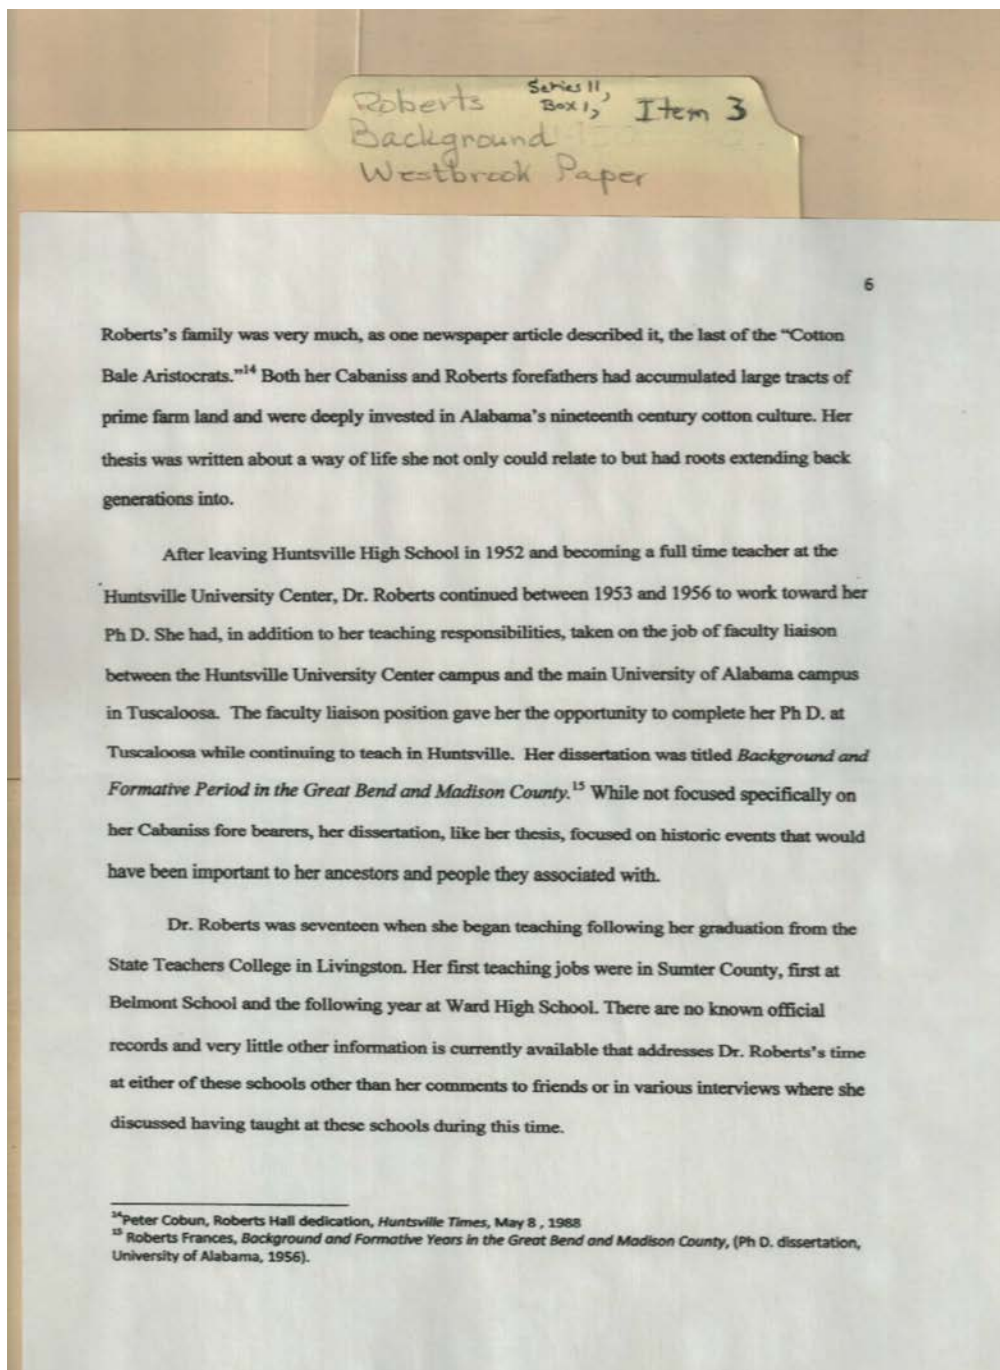 Roberts Series 11,
Box 1, Item 3
Background
Westbrook Paper
6
Roberts's family was very much, as one newspaper article described it, the last of the “Cotton
Bale Aristocrats.”14 Both her Cabaniss and Roberts forefathers had accumulated large tracts of
prime farm land and were deeply invested in Alabama's nineteenth century cotton culture. Her
thesis was written about a way of life she not only could relate to but had roots extending back
generations into.
After leaving Huntsville High School in 1952 and becoming a full time teacher at the
Huntsville University Center, Dr. Roberts continued between 1953 and 1956 to work toward her
Ph D. She had, in addition to her teaching responsibilities, taken on the job of faculty liaison
between the Huntsville University Center campus and the main University of Alabama campus
in Tuscaloosa. The faculty liaison position gave her the opportunity to complete her Ph D. at
Tuscaloosa while continuing to teach in Huntsville. Her dissertation was titled Background and
Formative Period in the Great Bend and Madison County.15 While not focused specifically on
her Cabaniss fore bearers, her dissertation, like her thesis, focused on historic events that would
have been important to her ancestors and people they associated with.
Dr. Roberts was seventeen when she began teaching following her graduation from the
State Teachers College in Livingston. Her first teaching jobs were in Sumter County, first at
Belmont School and the following year at Ward High School. There are no known official
records and very little other information is currently available that addresses Dr. Roberts's time
at either of these schools other than her comments to friends or in various interviews where she
discussed having taught at these schools during this time.
14Peter Cobun, Roberts Hall dedication, Huntsville Times, May 8 , 1988
15 Roberts Frances, Background and Formative Years in the Great Bend and Madison County, (Ph D. dissertation,
University of Alabama, 1956).